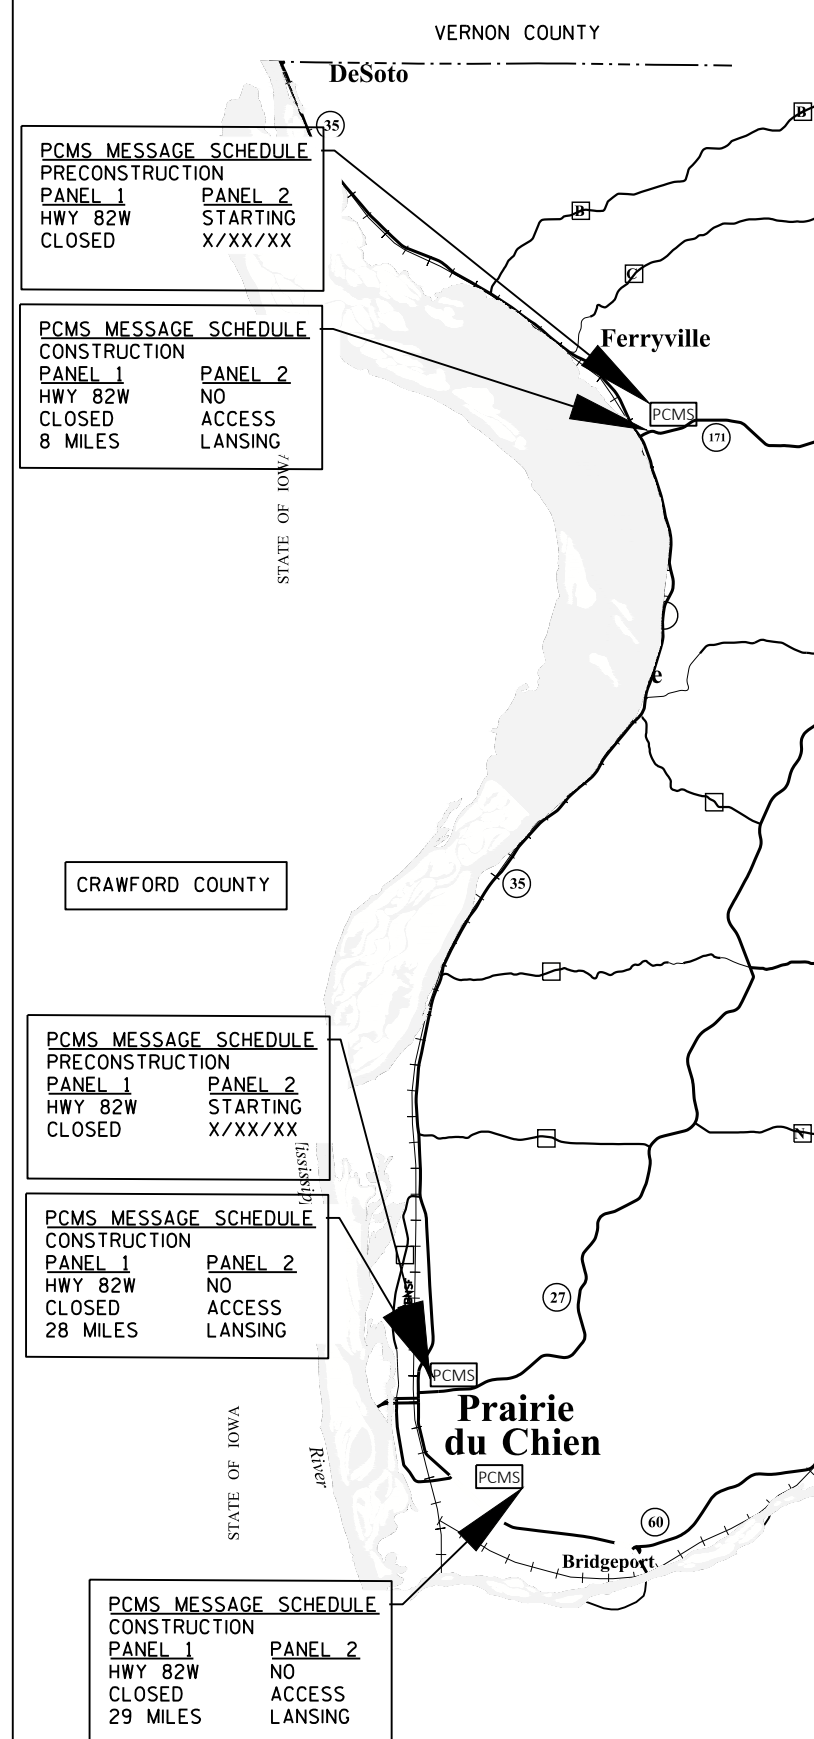 VERNON COUNTY
DeSoto
35
B
PCMS MESSAGE SCHEDULE
PRECONSTRUCTION
PANEL 1 PANEL 2
HWY 82W STARTING
CLOSED X/XX/XX
B
C
PCMS MESSAGE SCHEDULE
CONSTRUCTION
PANEL 1 PANEL 2
HWY 82W NO
CLOSED ACCESS
8 MILES LANSING
Ferryville
PCMS
171
STATE OF IOWA
e
35
CRAWFORD COUNTY
PCMS MESSAGE SCHEDULE
PRECONSTRUCTION
PANEL 1 PANEL 2
HWY 82W STARTING
CLOSED X/XX/XX
N
PCMS MESSAGE SCHEDULE
CONSTRUCTION
PANEL 1 PANEL 2
HWY 82W NO
CLOSED ACCESS
28 MILES LANSING
BNSF
27
PCMS
Prairie
du Chien
STATE OF IOWA
River
PCMS
60
Bridgeport
PCMS MESSAGE SCHEDULE
CONSTRUCTION
PANEL 1 PANEL 2
HWY 82W NO
CLOSED ACCESS
29 MILES LANSING